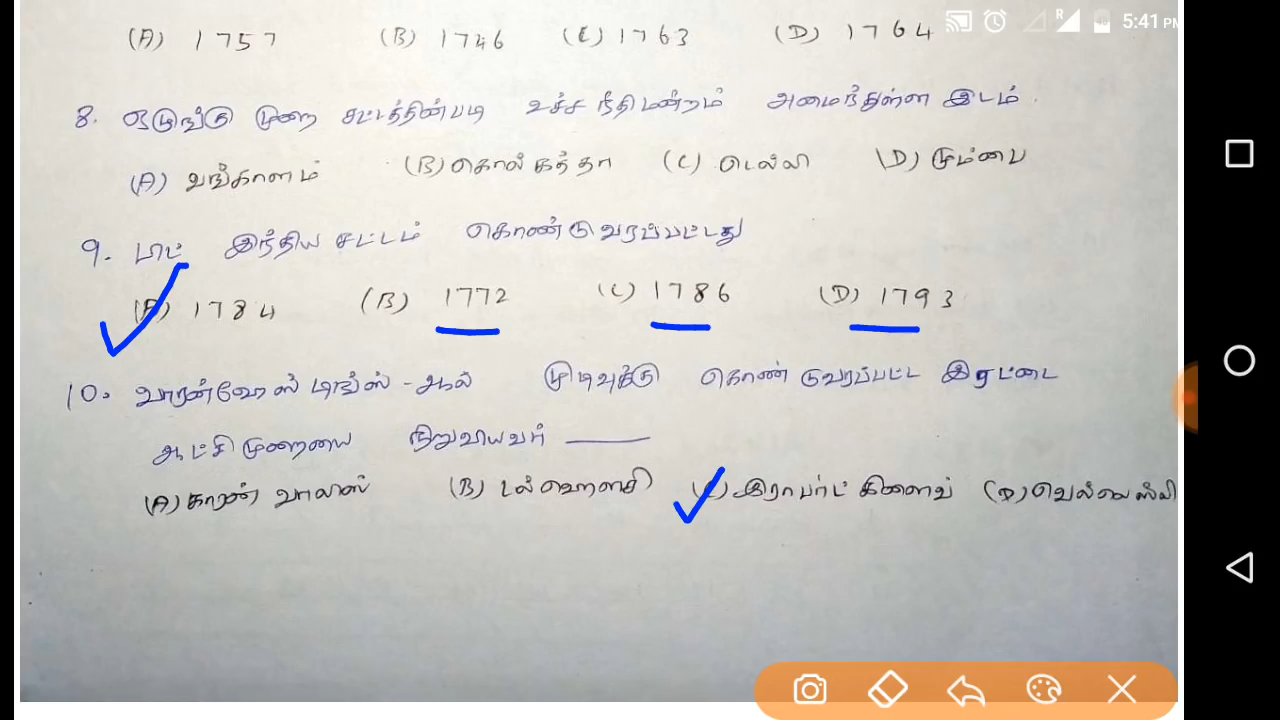 5:41 PM
(A) 1757 (B) 1746 (C) 1763 (D) 1764
8. ஒழுங்கு முறை சட்டத்தின்படி உச்ச நீதிமன்றம் அமைந்துள்ள இடம்.
(A) வங்காளம் (B) கொல்கத்தா (C) டெல்லி (D) மும்பை
9. பிட் இந்திய சட்டம் கொண்டுவரப்பட்டது
(A) 1784 (B) 1772 (C) 1786 (D) 1793
10. வாரன்ஹேஸ்டிங்ஸ் - ஆல் முடிவுக்கு கொண்டுவரப்பட்ட இரட்டை
ஆட்சி முறையை நிறுவியவர் ———
(A) காரன் வாலிஸ் (B) டல்ஹௌசி (C) இராபர்ட் கிளைவ் (D) வெல்லெஸ்லி